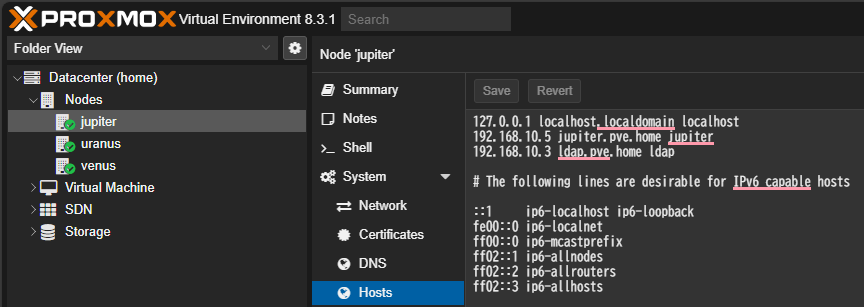 PROXMOX Virtual Environment 8.3.1 Search
Folder View
Datacenter (home)
Nodes
jupiter
uranus
venus
Virtual Machine
SDN
Storage
Node 'jupiter'
Summary
Notes
Shell
System
Network
Certificates
DNS
Hosts
Save Revert
127.0.0.1 localhost.localdomain localhost
192.168.10.5 jupiter.pve.home jupiter
192.168.10.3 ldap.pve.home ldap
# The following lines are desirable for IPv6 capable hosts
::1 ip6-localhost ip6-loopback
fe00::0 ip6-localnet
ff00::0 ip6-mcastprefix
ff02::1 ip6-allnodes
ff02::2 ip6-allrouters
ff02::3 ip6-allhosts